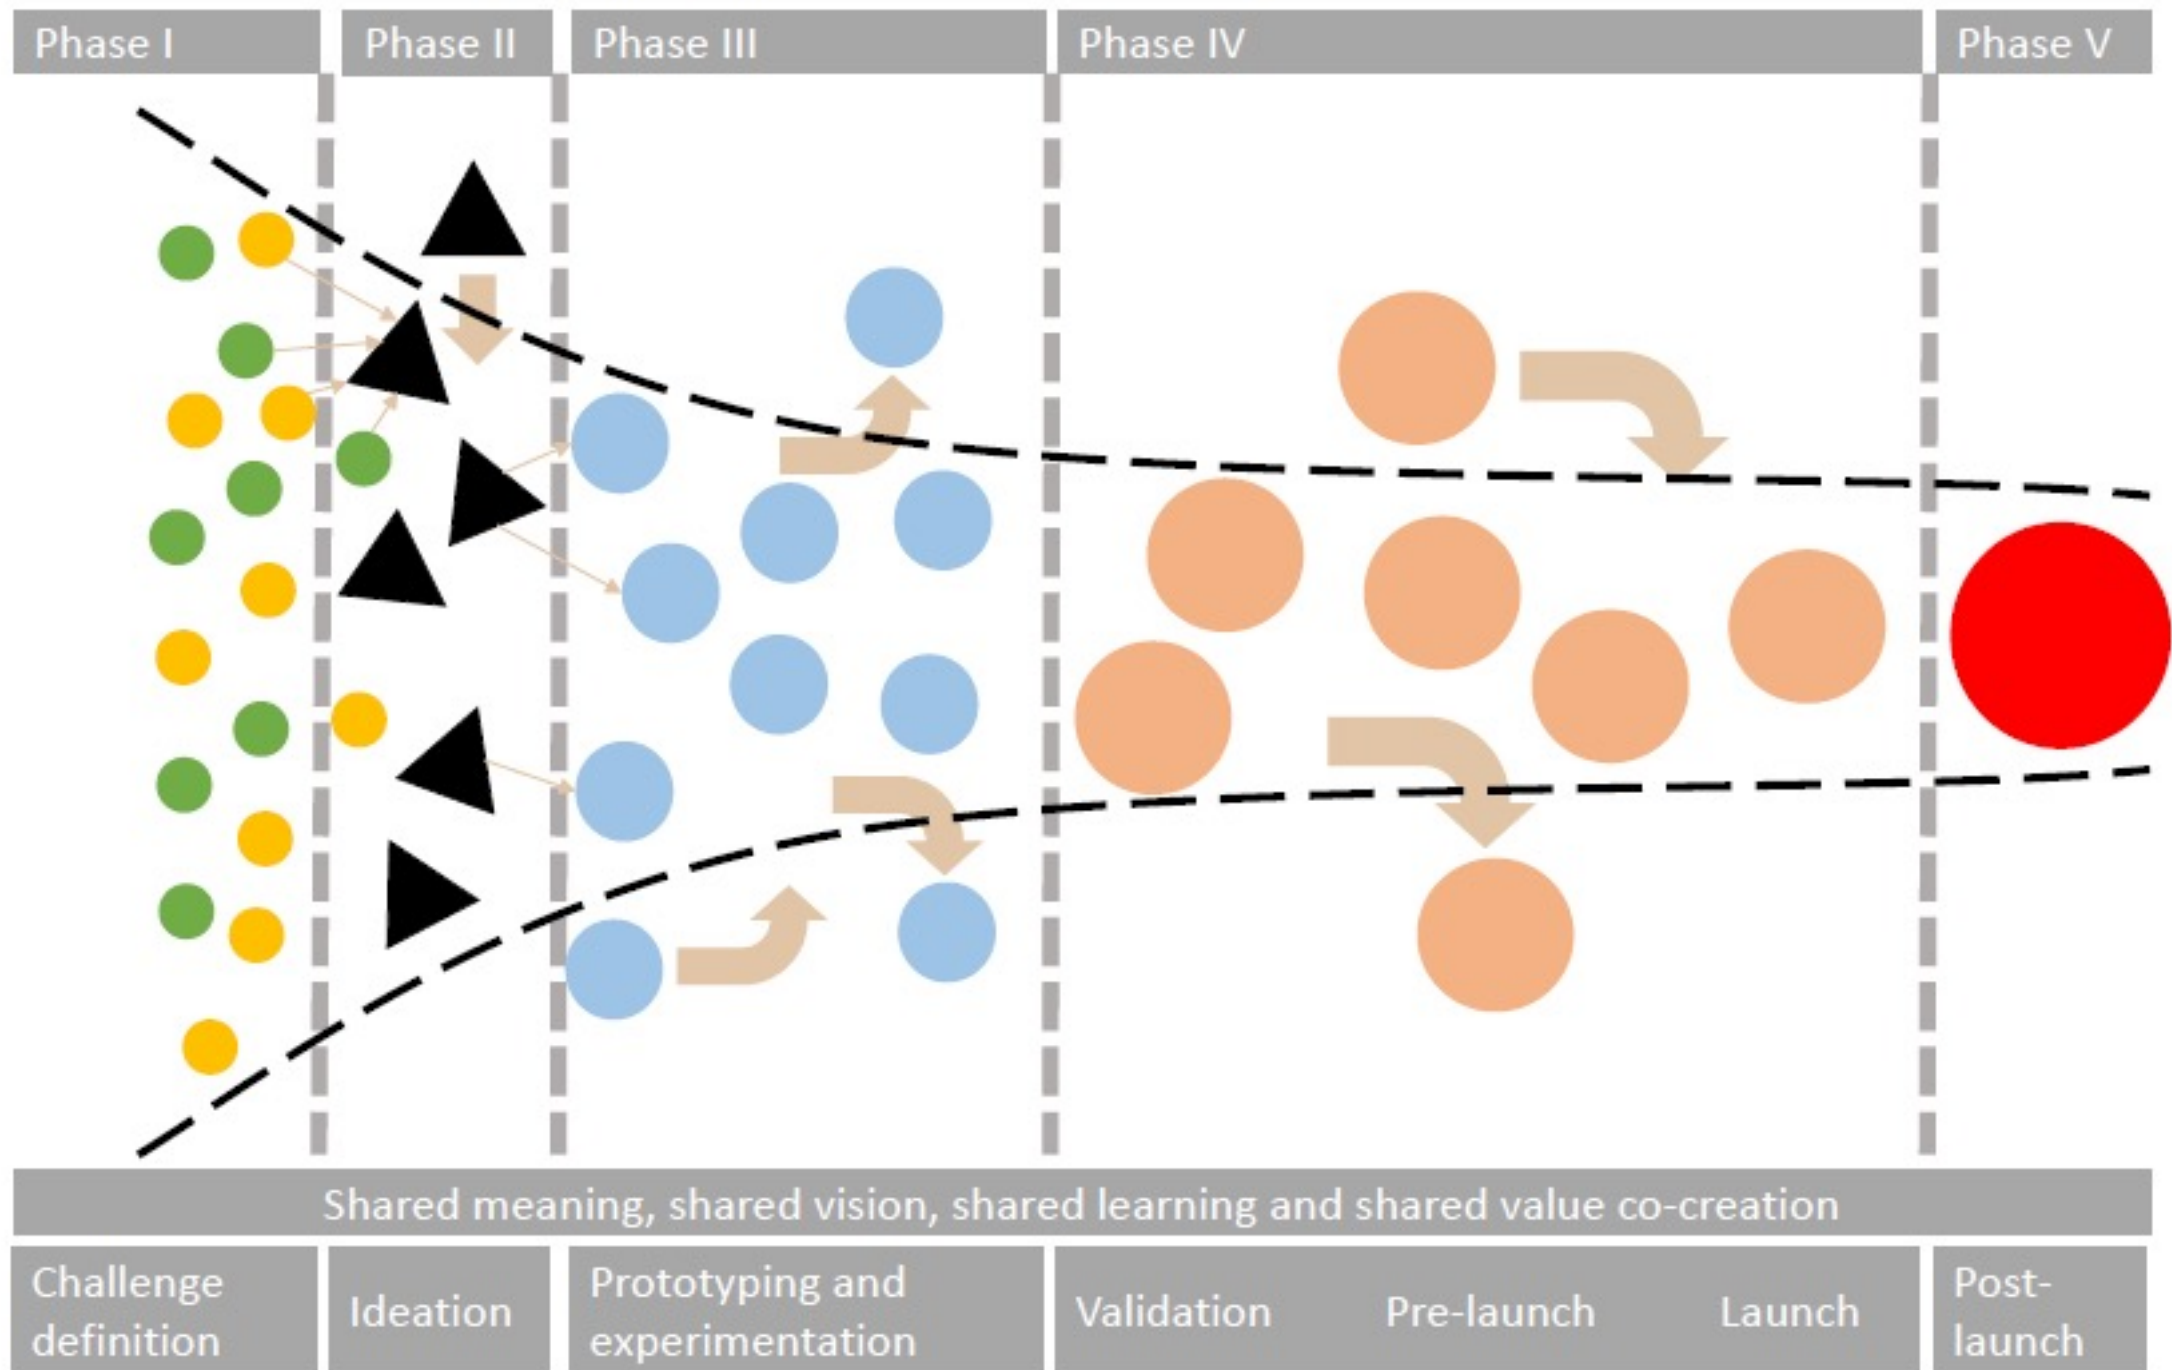 Phase I
Phase II
Phase III
Phase IV
Phase V
Shared meaning, shared vision, shared learning and shared value co-creation
Challenge
definition
Ideation
Prototyping and
experimentation
Validation
Pre-launch
Launch
Post-
launch